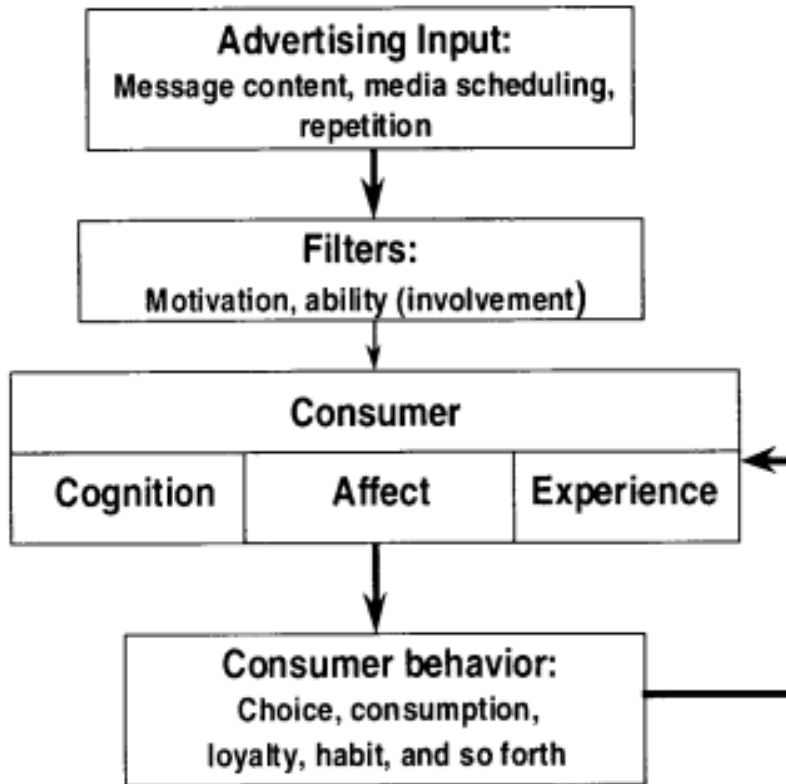 Advertising Input:
Message content, media scheduling,
repetition
Filters:
Motivation, ability (involvement)
Consumer
Cognition
Affect
Experience
Consumer behavior:
Choice, consumption,
loyalty, habit, and so forth